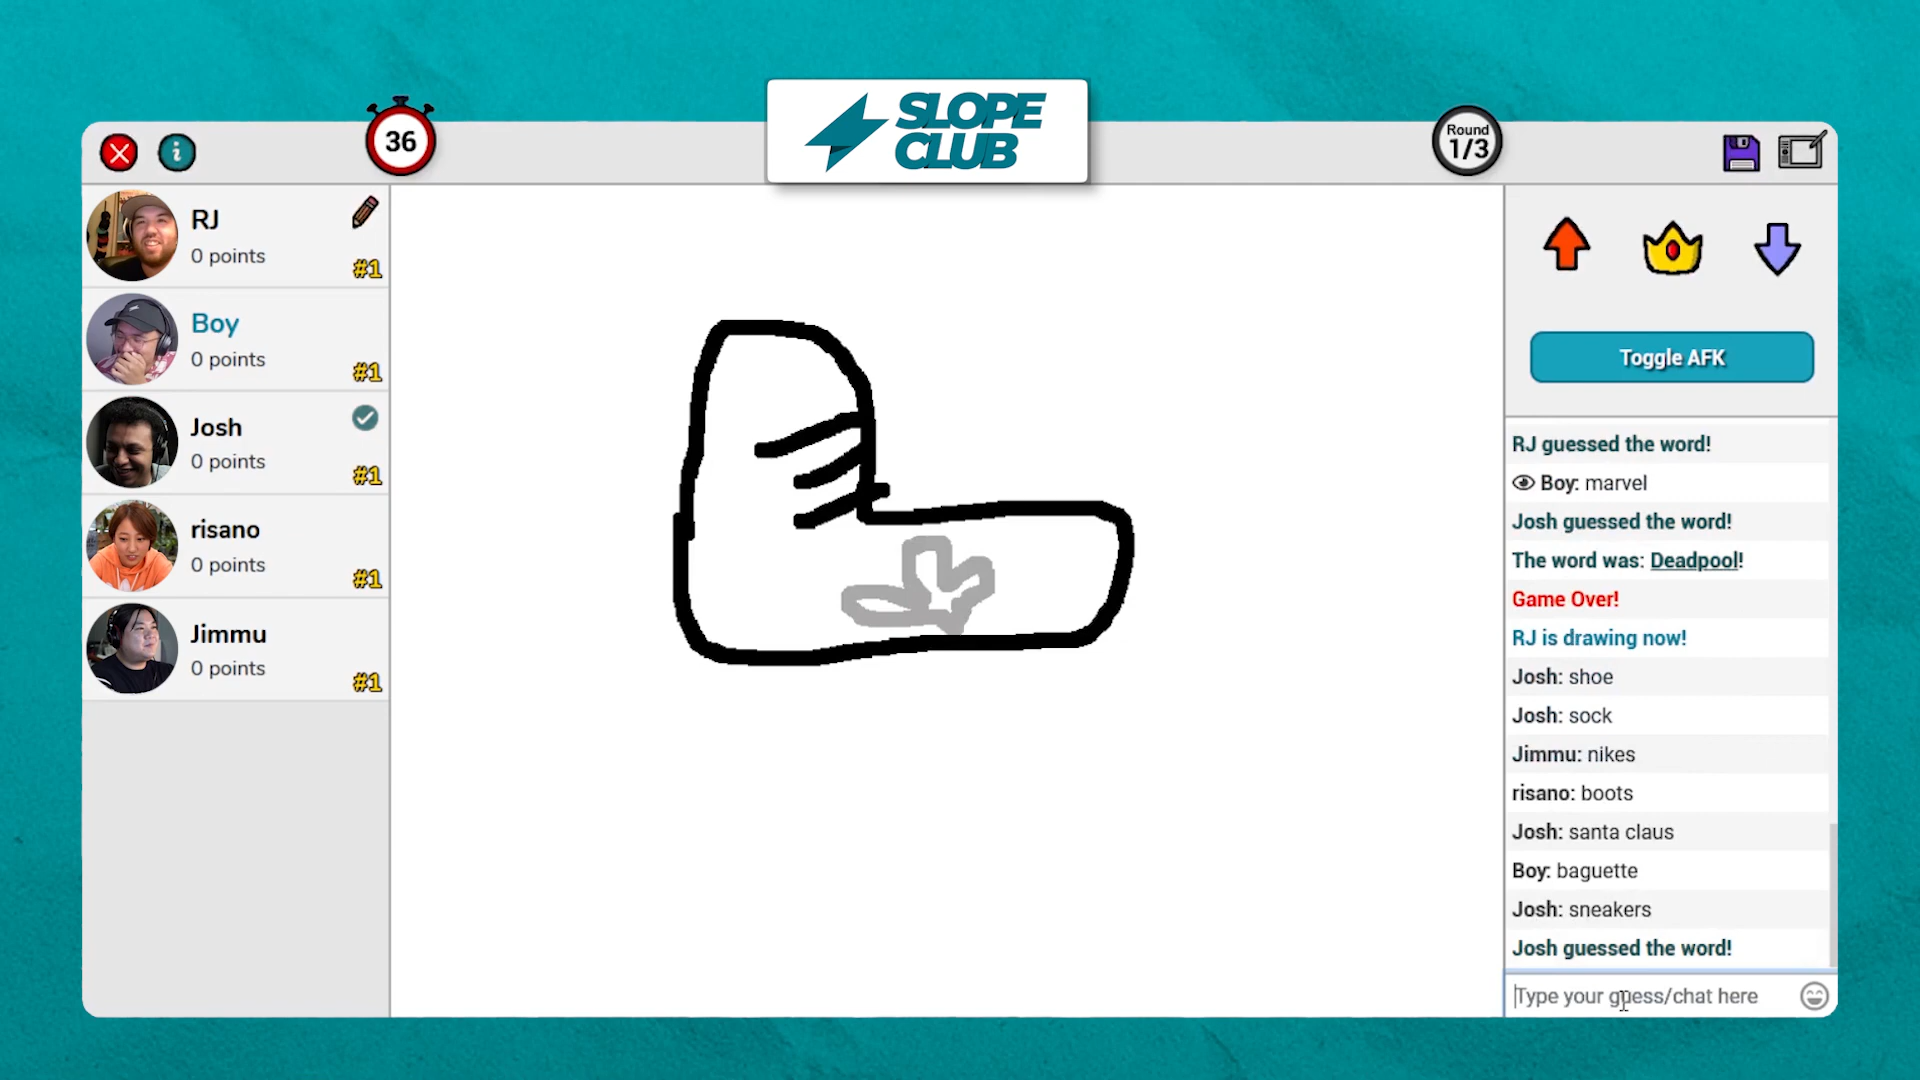 36
SLOPE
CLUB
Round
1/3
RJ
0 points
#1
Boy
0 points
#1
Josh
0 points
#1
risano
0 points
#1
Jimmu
0 points
#1
Toggle AFK
RJ guessed the word!
Boy: marvel
Josh guessed the word!
The word was: Deadpool!
Game Over!
RJ is drawing now!
Josh: shoe
Josh: sock
Jimmu: nikes
risano: boots
Josh: santa claus
Boy: baguette
Josh: sneakers
Josh guessed the word!
Type your guess/chat here